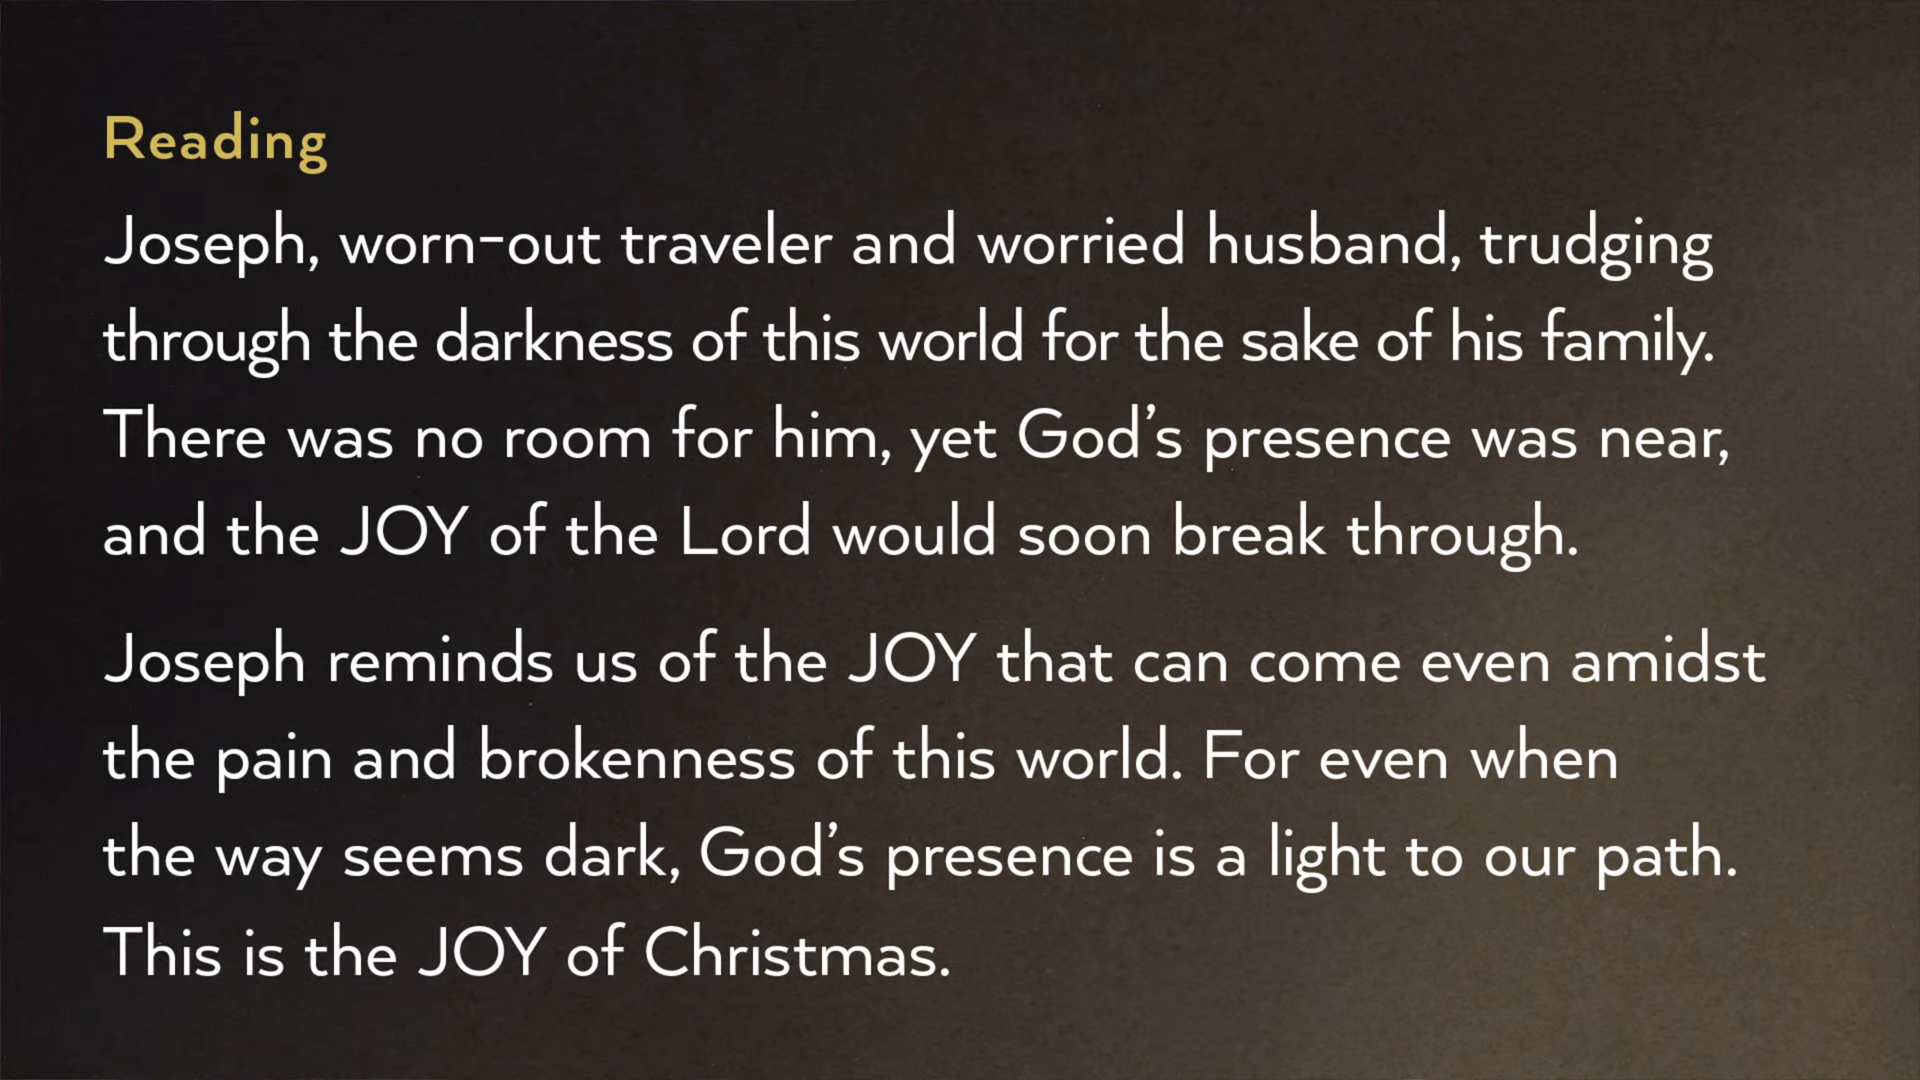 Reading
Joseph, worn-out traveler and worried husband, trudging
through the darkness of this world for the sake of his family.
There was no room for him, yet God’s presence was near,
and the JOY of the Lord would soon break through.
Joseph reminds us of the JOY that can come even amidst
the pain and brokenness of this world. For even when
the way seems dark, God’s presence is a light to our path.
This is the JOY of Christmas.